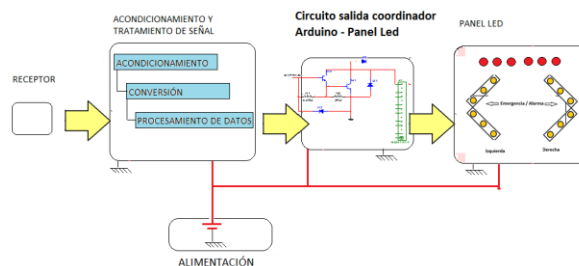 RECEPTOR
ACONDICIONAMIENTO Y
TRATAMIENTO DE SEÑAL
ACONDICIONAMIENTO
CONVERSIÓN
PROCESAMIENTO DE DATOS
Circuito salida coordinador
Arduino - Panel Led
PANEL LED
Emergencia / Alarma
Izquierda
Derecha
ALIMENTACIÓN